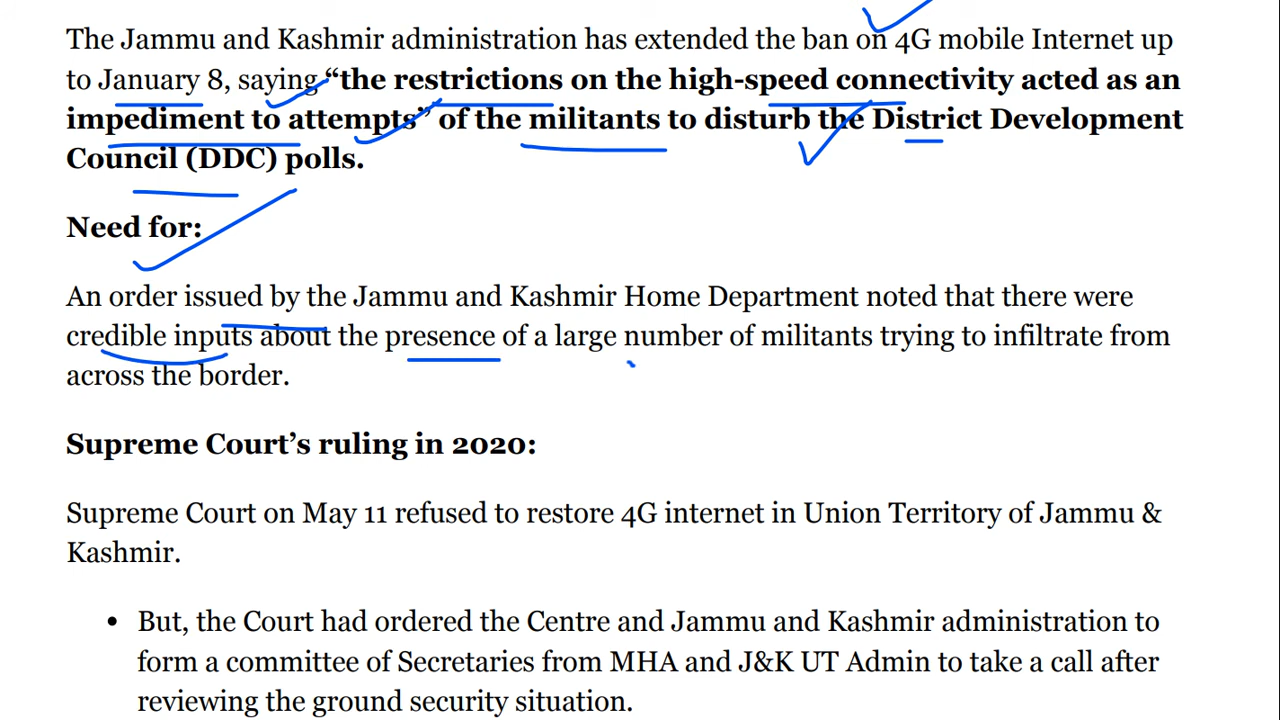 The Jammu and Kashmir administration has extended the ban on 4G mobile Internet up
to January 8, saying “the restrictions on the high-speed connectivity acted as an
impediment to attempts” of the militants to disturb the District Development
Council (DDC) polls.
Need for:
An order issued by the Jammu and Kashmir Home Department noted that there were
credible inputs about the presence of a large number of militants trying to infiltrate from
across the border.
Supreme Court’s ruling in 2020:
Supreme Court on May 11 refused to restore 4G internet in Union Territory of Jammu &
Kashmir.
• But, the Court had ordered the Centre and Jammu and Kashmir administration to
form a committee of Secretaries from MHA and J&K UT Admin to take a call after
reviewing the ground security situation.